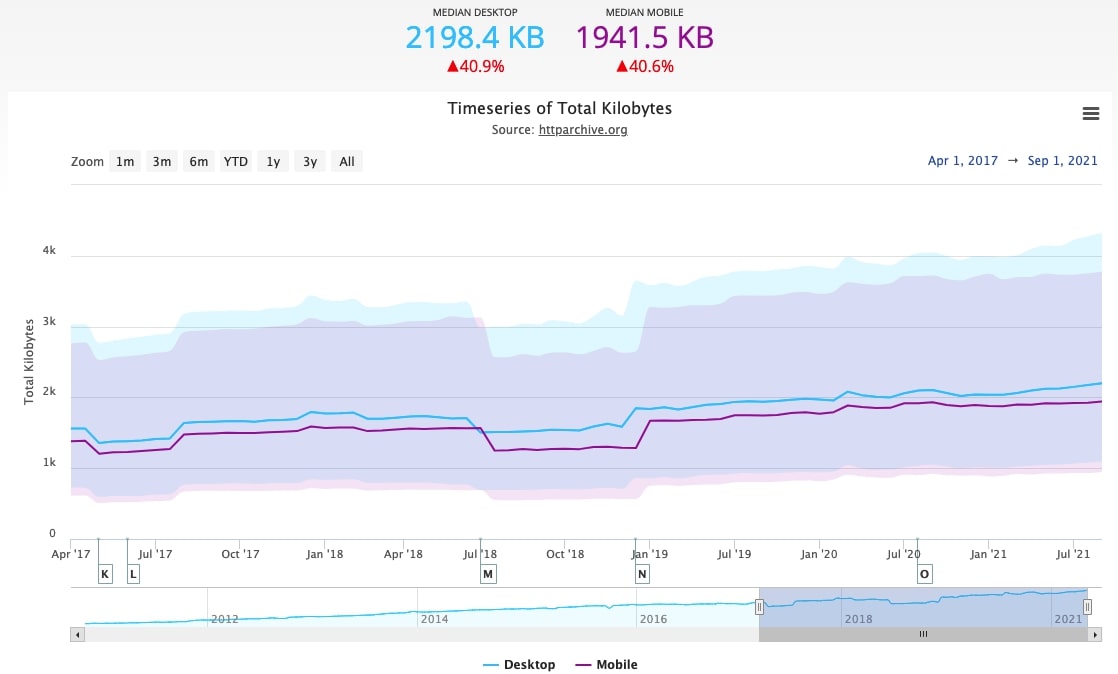 MEDIAN DESKTOP MEDIAN MOBILE
2198.4 KB 1941.5 KB
▲40.9% ▲40.6%
Timeseries of Total Kilobytes
Source: httparchive.org
Zoom 1m 3m 6m YTD 1y 3y All Apr 1, 2017 → Sep 1, 2021
Total Kilobytes
4k
3k
2k
1k
0
Apr '17 Jul '17 Oct '17 Jan '18 Apr '18 Jul '18 Oct '18 Jan '19 Jul '19 Jan '20 Jul '20 Jan '21 Jul '21
K L M N O
2012 2014 2016 2018 2021
Desktop Mobile